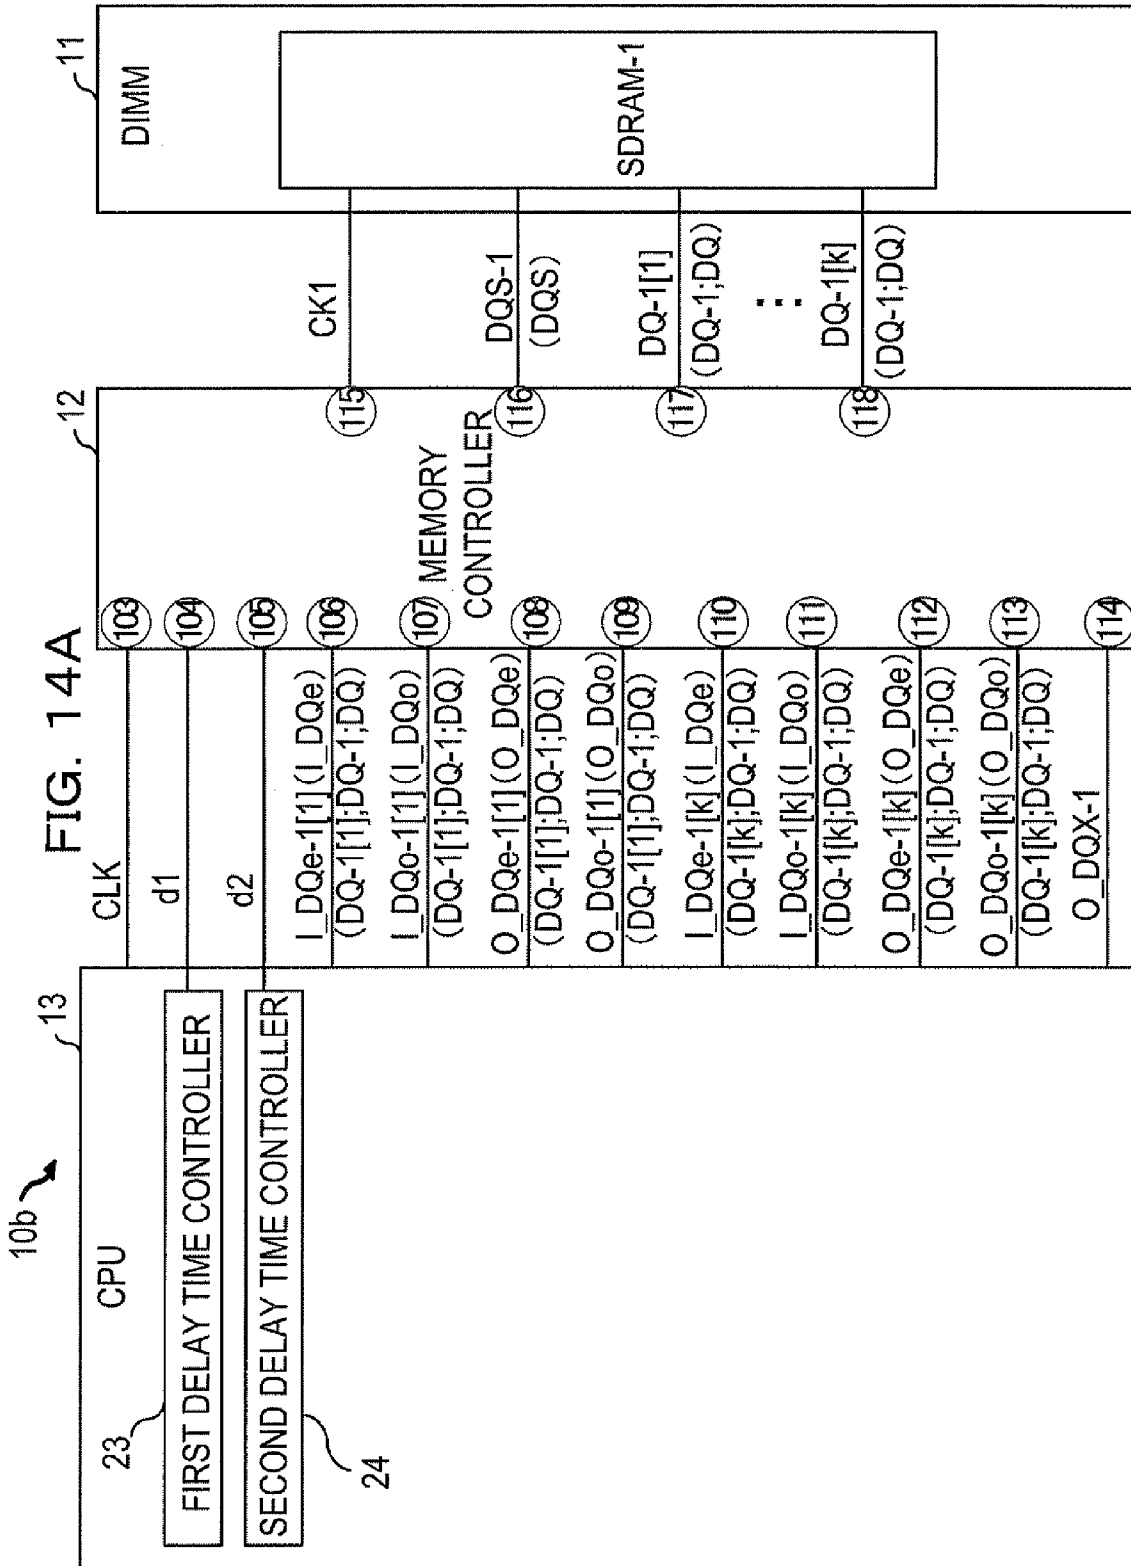 FIG. 14A
10b
13
CPU
23
FIRST DELAY TIME CONTROLLER
SECOND DELAY TIME CONTROLLER
24
CLK
d1
d2
I_DQe-1[1](I_DQe)
(DQ-1[1];DQ-1;DQ)
I_DQo-1[1](I_DQo)
(DQ-1[1];DQ-1;DQ)
O_DQe-1[1](O_DQe)
(DQ-1[1];DQ-1;DQ)
O_DQo-1[1](O_DQo)
(DQ-1[1];DQ-1;DQ)
I_DQe-1[k](I_DQe)
(DQ-1[k];DQ-1;DQ)
I_DQo-1[k](I_DQo)
(DQ-1[k];DQ-1;DQ)
O_DQe-1[k](O_DQe)
(DQ-1[k];DQ-1;DQ)
O_DQo-1[k](O_DQo)
(DQ-1[k];DQ-1;DQ)
O_DQX-1
12
103
104
105
106
107
108
109
110
111
112
113
114
MEMORY
CONTROLLER
115
116
117
118
CK1
DQS-1
(DQS)
DQ-1[1]
(DQ-1;DQ)
...
DQ-1[k]
(DQ-1;DQ)
11
DIMM
SDRAM-1